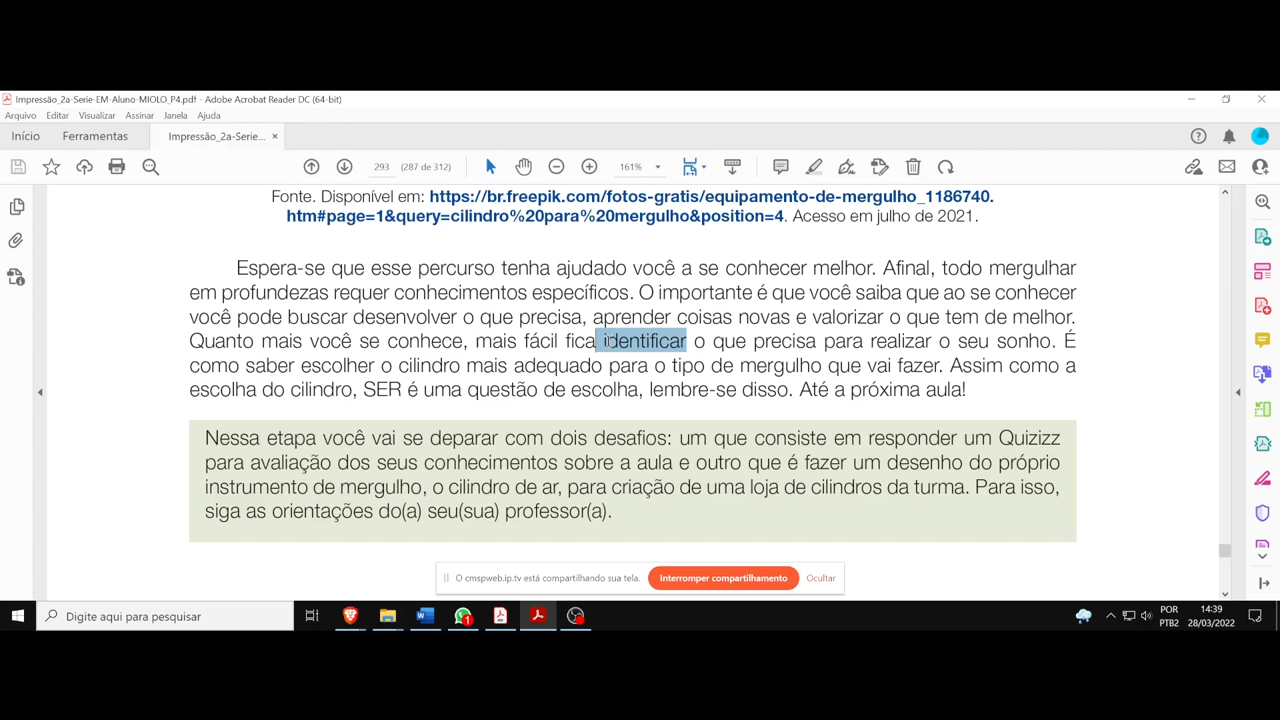 Impressão_2a-Serie-EM-Aluno-MIOLO_P4.pdf - Adobe Acrobat Reader DC (64-bit)
Arquivo Editar Visualizar Assinar Janela Ajuda
Início Ferramentas Impressão_2a-Serie... ×
293 (287 de 312) 161%
Fonte. Disponível em: https://br.freepik.com/fotos-gratis/equipamento-de-mergulho_1186740.
htm#page=1&query=cilindro%20para%20mergulho&position=4. Acesso em julho de 2021.
Espera-se que esse percurso tenha ajudado você a se conhecer melhor. Afinal, todo mergulhar
em profundezas requer conhecimentos específicos. O importante é que você saiba que ao se conhecer
você pode buscar desenvolver o que precisa, aprender coisas novas e valorizar o que tem de melhor.
Quanto mais você se conhece, mais fácil fica identificar o que precisa para realizar o seu sonho. É
como saber escolher o cilindro mais adequado para o tipo de mergulho que vai fazer. Assim como a
escolha do cilindro, SER é uma questão de escolha, lembre-se disso. Até a próxima aula!
Nessa etapa você vai se deparar com dois desafios: um que consiste em responder um Quizizz
para avaliação dos seus conhecimentos sobre a aula e outro que é fazer um desenho do próprio
instrumento de mergulho, o cilindro de ar, para criação de uma loja de cilindros da turma. Para isso,
siga as orientações do(a) seu(sua) professor(a).
O cmspweb.ip.tv está compartilhando sua tela. Interromper compartilhamento Ocultar
Digite aqui para pesquisar
1
POR 14:39
PTB2 28/03/2022